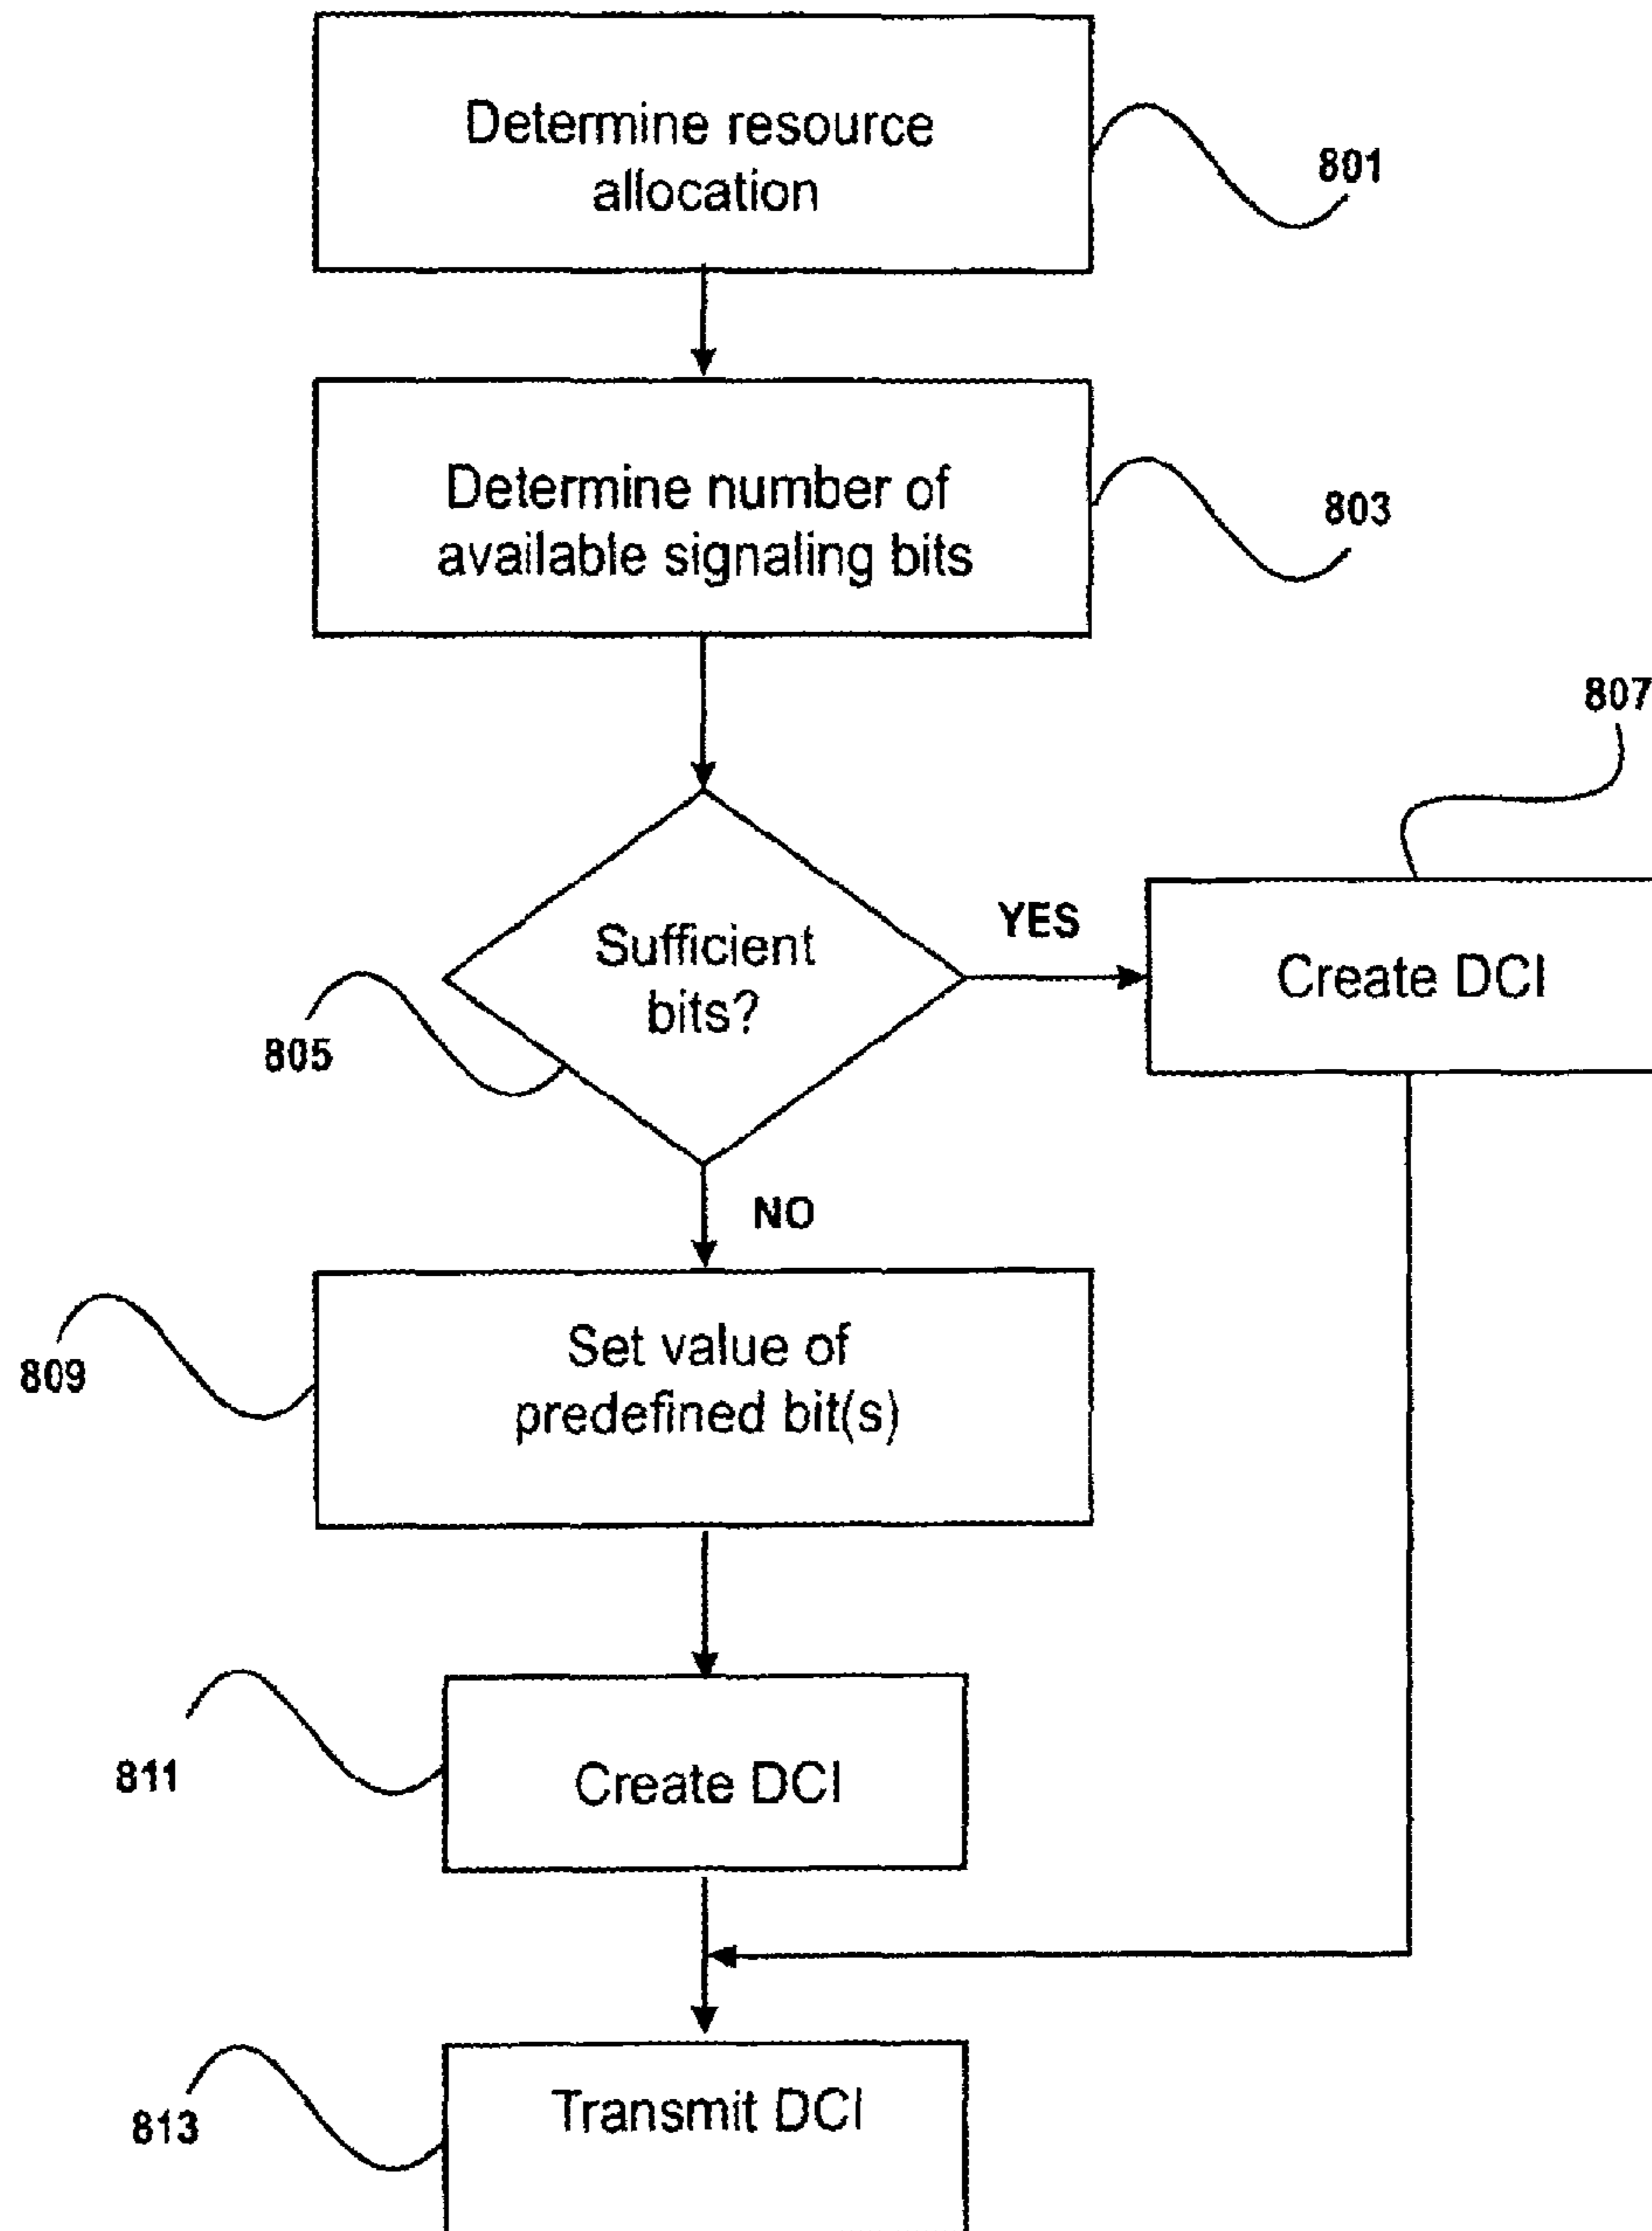 Determine resource
allocation
801
Determine number of
available signaling bits
803
807
Sufficient
bits?
YES
Create DCI
805
NO
Set value of
predefined bit(s)
809
Create DCI
811
Transmit DCI
813